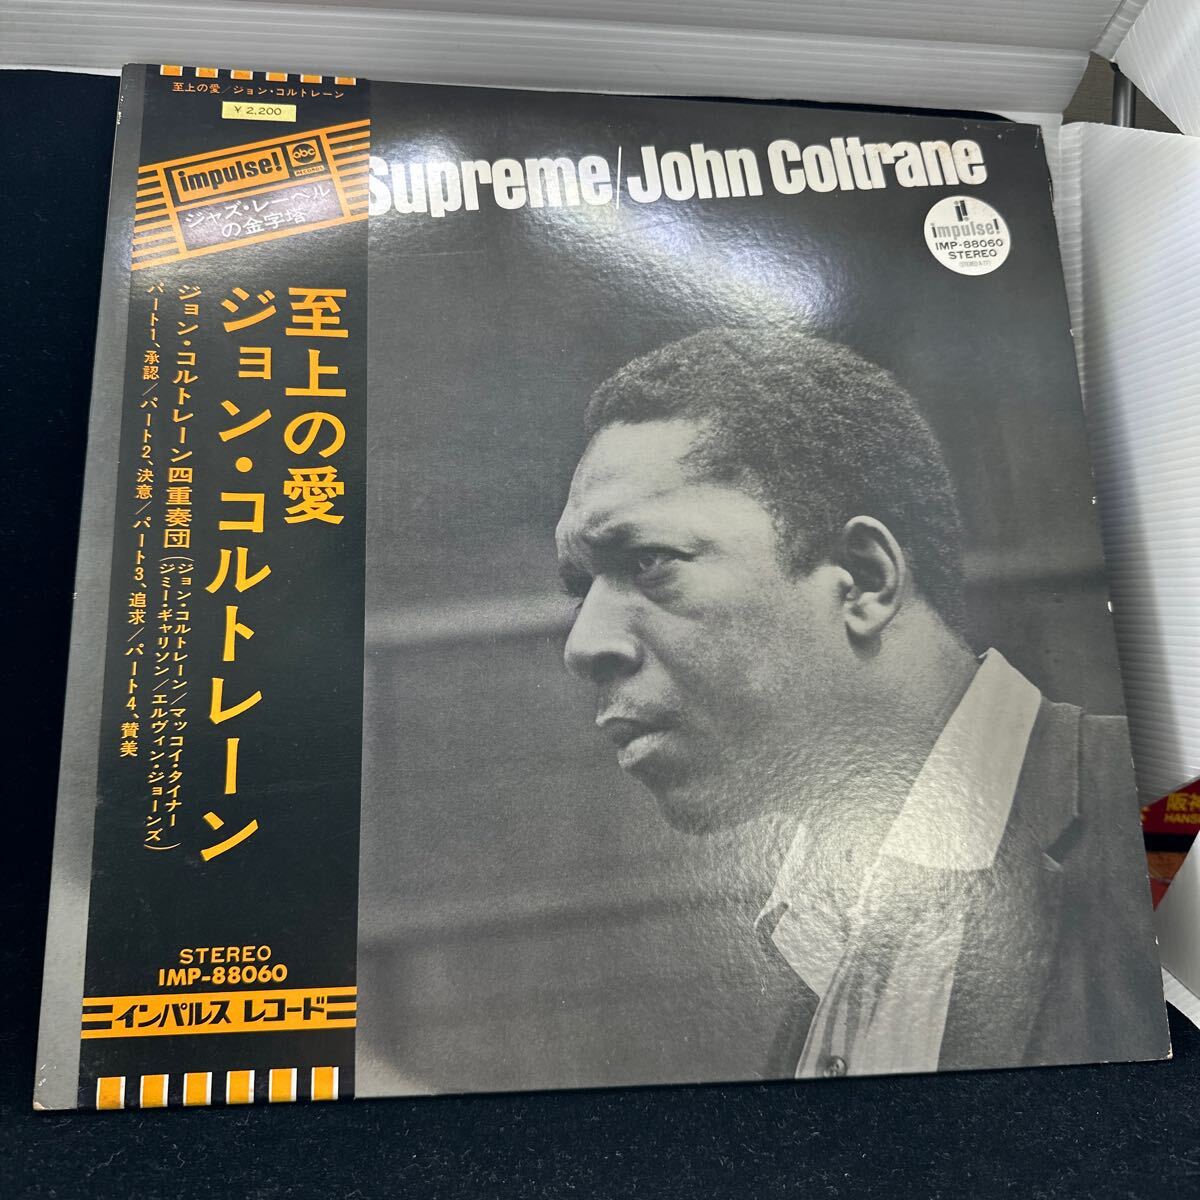 至上の愛/ジョン・コルトレーン
¥2,200
impulse!
abc
RECORDS
ジャズ・レーベル
の金字塔
至上の愛
ジョン・コルトレーン
ジョン・コルトレーン四重奏団
(ジョン・コルトレーン/マッコイ・タイナー
ジミー・ギャリソン/エルヴィン・ジョーンズ)
パート1、承認/パート2、決意/パート3、追求/パート4、賛美
STEREO
IMP-88060
インパルス レコード
Supreme/John Coltrane
impulse!
IMP-88060
STEREO
(STEREO A-77)
阪神
HANS